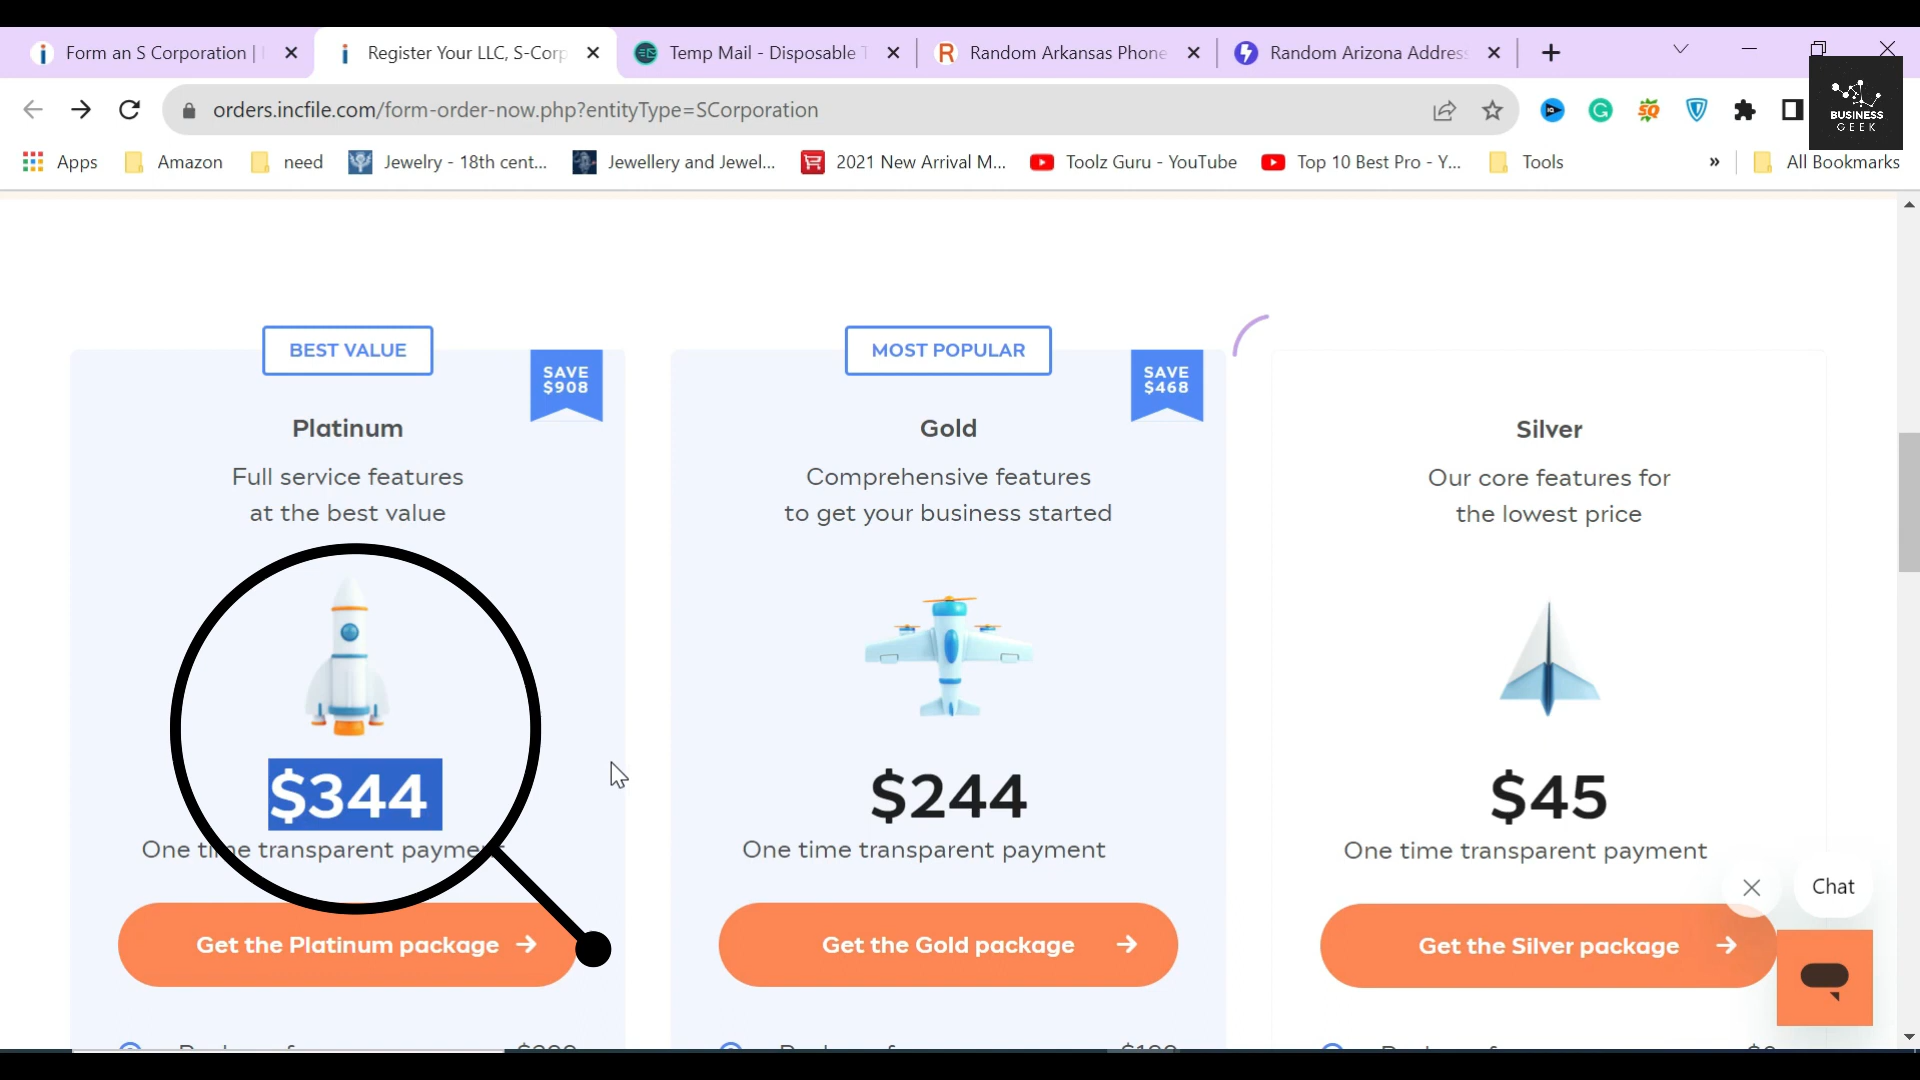 Form an S Corporation |
Register Your LLC, S-Corp
Temp Mail - Disposable T
Random Arkansas Phone
Random Arizona Address
orders.incfile.com/form-order-now.php?entityType=SCorporation
BUSINESS
GEEK
Apps
Amazon
need
Jewelry - 18th cent...
Jewellery and Jewel...
2021 New Arrival M...
Toolz Guru - YouTube
Top 10 Best Pro - Y...
Tools
»
All Bookmarks
BEST VALUE
SAVE
$908
Platinum
Full service features
at the best value
$344
One time transparent payment
Get the Platinum package
MOST POPULAR
SAVE
$468
Gold
Comprehensive features
to get your business started
$244
One time transparent payment
Get the Gold package
Silver
Our core features for
the lowest price
$45
One time transparent payment
Get the Silver package
Chat